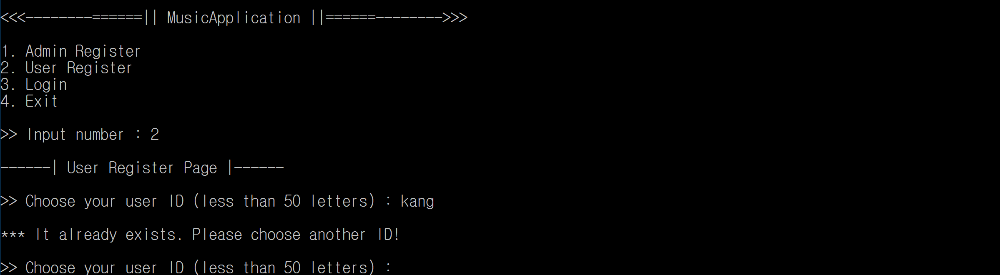 <<<--------======|| MusicApplication ||======-------->>>
1. Admin Register
2. User Register
3. Login
4. Exit
>> Input number : 2
------| User Register Page |------
>> Choose your user ID (less than 50 letters) : kang
*** It already exists. Please choose another ID!
>> Choose your user ID (less than 50 letters) :